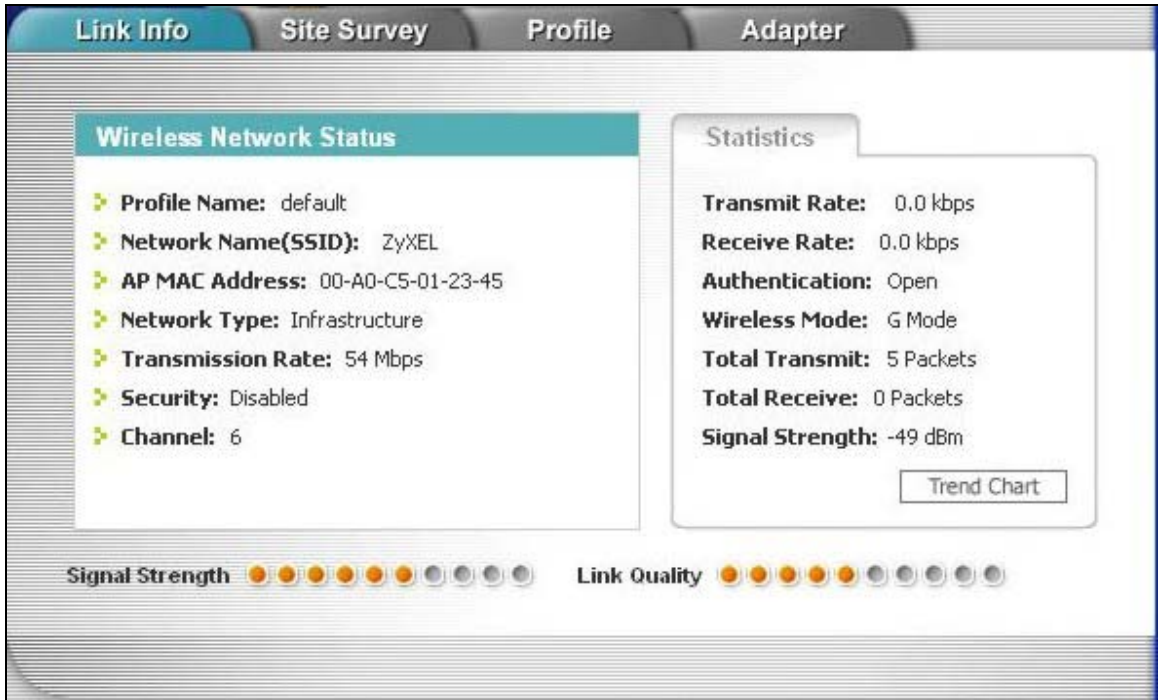 Link Info
Site Survey
Profile
Adapter
Wireless Network Status
Profile Name: default
Network Name(SSID): ZyXEL
AP MAC Address: 00-A0-C5-01-23-45
Network Type: Infrastructure
Transmission Rate: 54 Mbps
Security: Disabled
Channel: 6
Statistics
Transmit Rate: 0.0 kbps
Receive Rate: 0.0 kbps
Authentication: Open
Wireless Mode: G Mode
Total Transmit: 5 Packets
Total Receive: 0 Packets
Signal Strength: -49 dBm
Trend Chart
Signal Strength
Link Quality